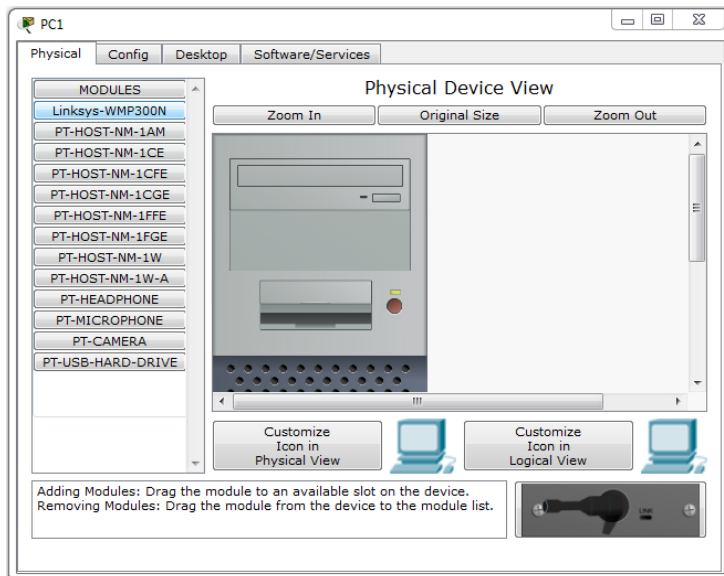 PC1
Physical
Config
Desktop
Software/Services
MODULES
Linksys-WMP300N
PT-HOST-NM-1AM
PT-HOST-NM-1CE
PT-HOST-NM-1CFE
PT-HOST-NM-1CGE
PT-HOST-NM-1FFE
PT-HOST-NM-1FGE
PT-HOST-NM-1W
PT-HOST-NM-1W-A
PT-HEADPHONE
PT-MICROPHONE
PT-CAMERA
PT-USB-HARD-DRIVE
Physical Device View
Zoom In
Original Size
Zoom Out
Customize
Icon in
Physical View
Customize
Icon in
Logical View
Adding Modules: Drag the module to an available slot on the device.
Removing Modules: Drag the module from the device to the module list.
LINK